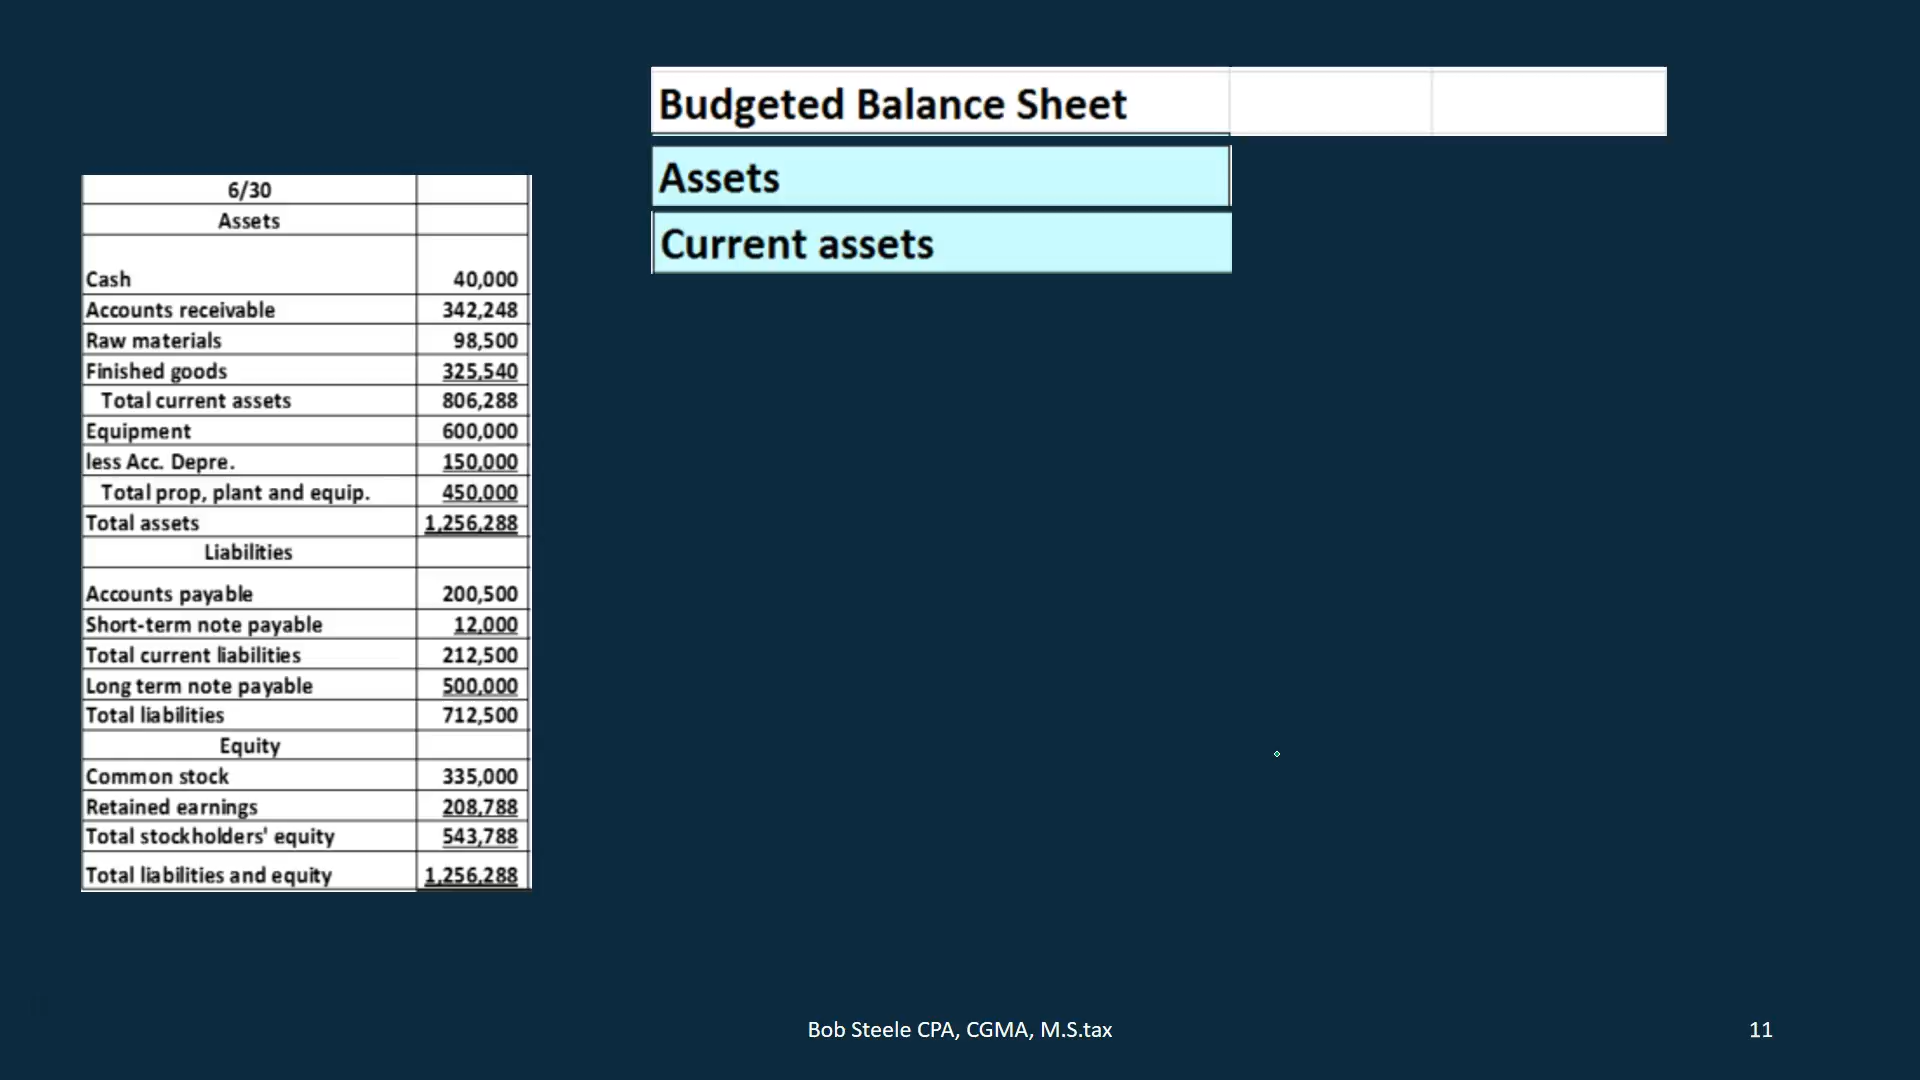 Budgeted Balance Sheet
Assets
Current assets
6/30
Assets
Cash 40,000
Accounts receivable 342,248
Raw materials 98,500
Finished goods 325,540
Total current assets 806,288
Equipment 600,000
less Acc. Depre. 150,000
Total prop, plant and equip. 450,000
Total assets 1,256,288
Liabilities
Accounts payable 200,500
Short-term note payable 12,000
Total current liabilities 212,500
Long term note payable 500,000
Total liabilities 712,500
Equity
Common stock 335,000
Retained earnings 208,788
Total stockholders' equity 543,788
Total liabilities and equity 1,256,288
Bob Steele CPA, CGMA, M.S.tax
11